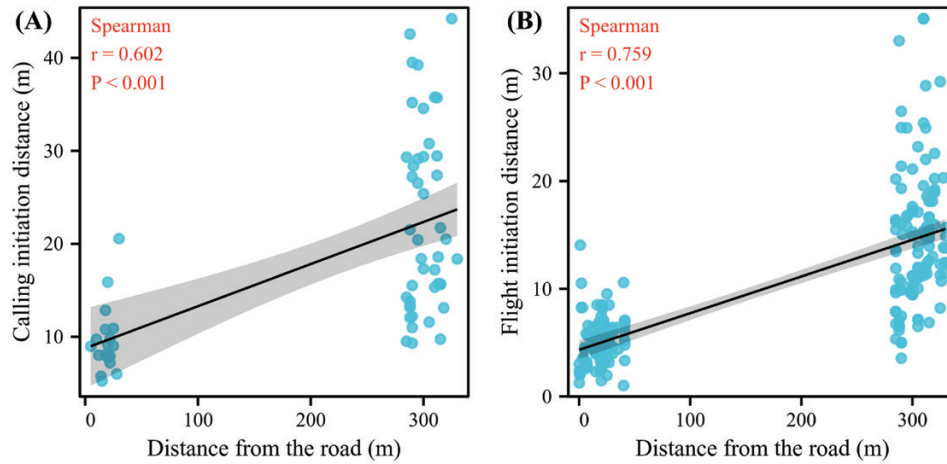 (A)
Spearman
r = 0.602
P < 0.001
Calling initiation distance (m)
40
30
20
10
0
100
200
300
Distance from the road (m)
(B)
Spearman
r = 0.759
P < 0.001
Flight initiation distance (m)
30
20
10
0
0
100
200
300
Distance from the road (m)